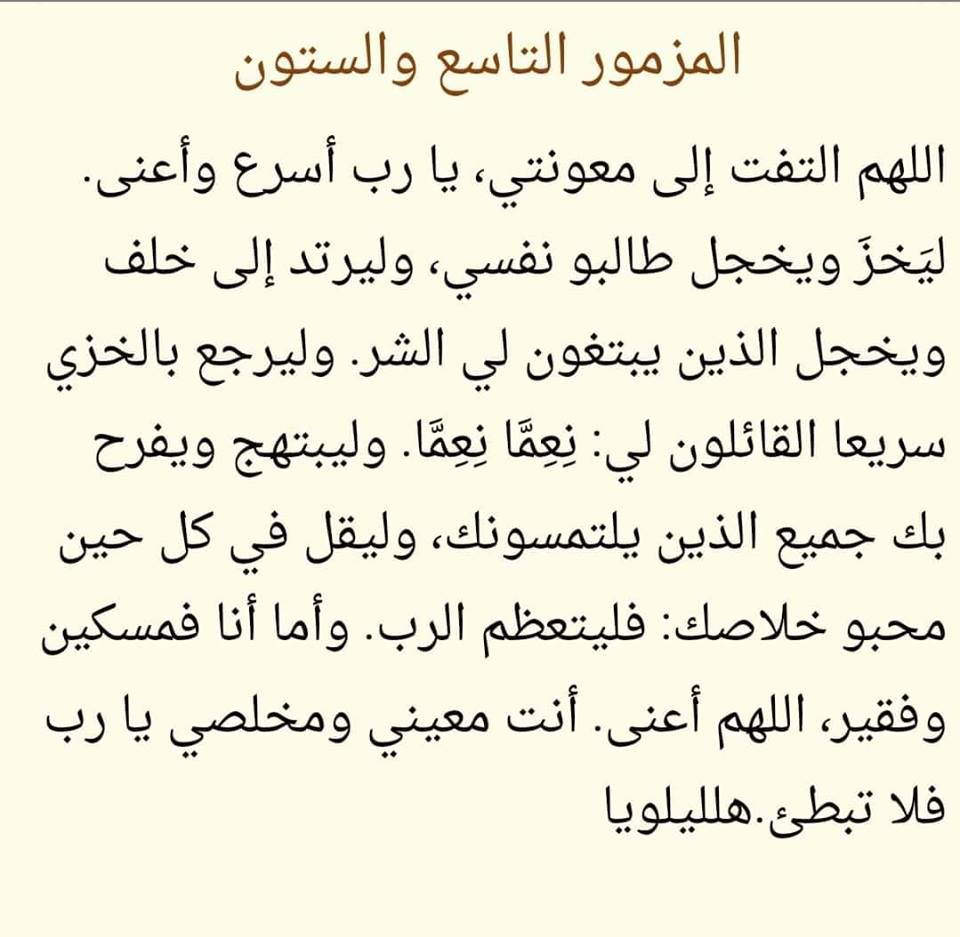 المزمور التاسع والستون
اللهم التفت إلى معونتي، يا رب أسرع وأعنى.
ليَخزَ ويخجل طالبو نفسي، وليرتد إلى خلف
ويخجل الذين يبتغون لي الشر. وليرجع بالخزي
سريعا القائلون لي: نِعِمَّا نِعِمَّا. وليبتهج ويفرح
بك جميع الذين يلتمسونك، وليقل في كل حين
محبو خلاصك: فليتعظم الرب. وأما أنا فمسكين
وفقير، اللهم أعنى. أنت معيني ومخلصي يا رب
فلا تبطئ.هلليلويا